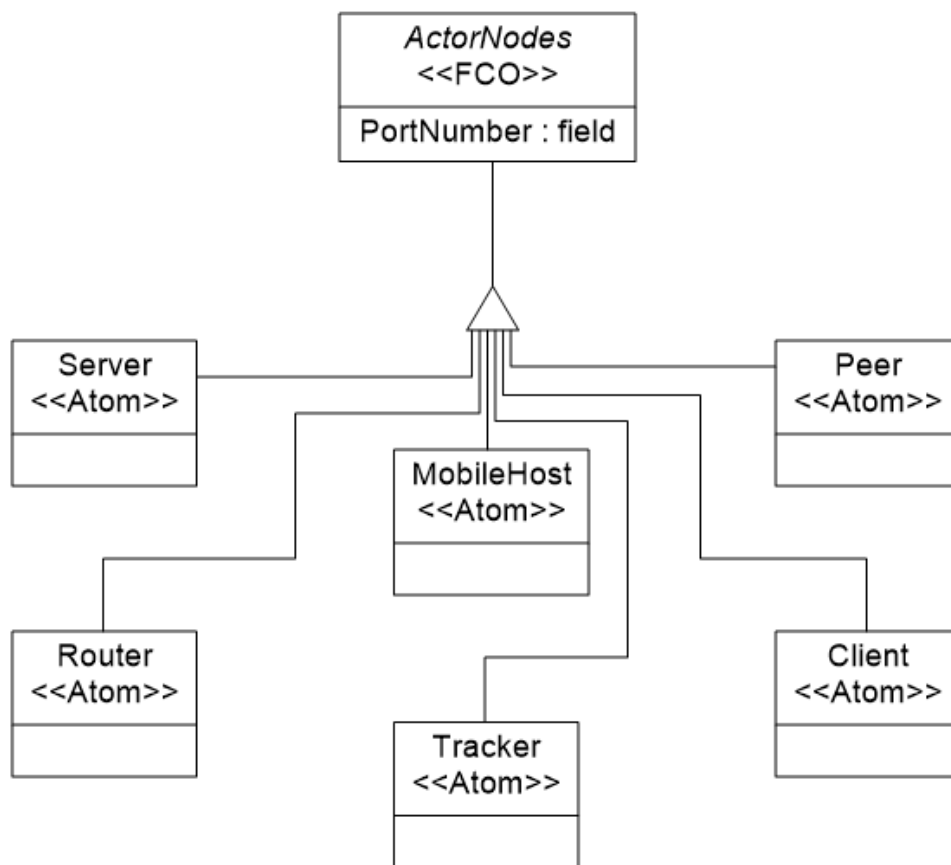 ActorNodes
<<FCO>>
PortNumber : field
Server
<<Atom>>
Peer
<<Atom>>
MobileHost
<<Atom>>
Router
<<Atom>>
Client
<<Atom>>
Tracker
<<Atom>>